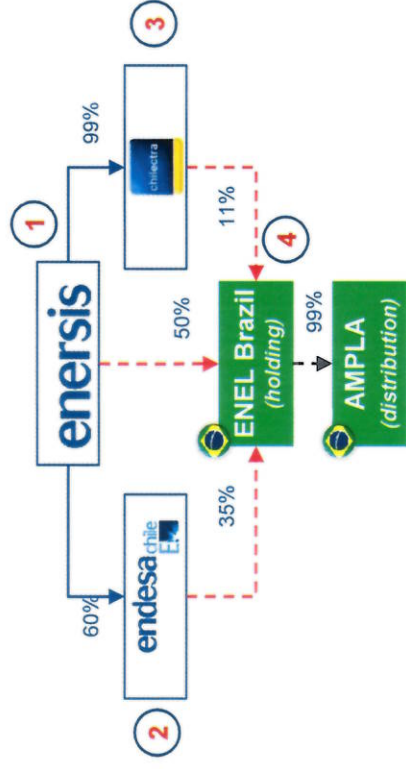 1
enersis
60%
99%
2
endesa chile
E.
50%
chilectra
3
35%
11%
4
ENEL Brazil
(holding)
99%
AMPLA
(distribution)